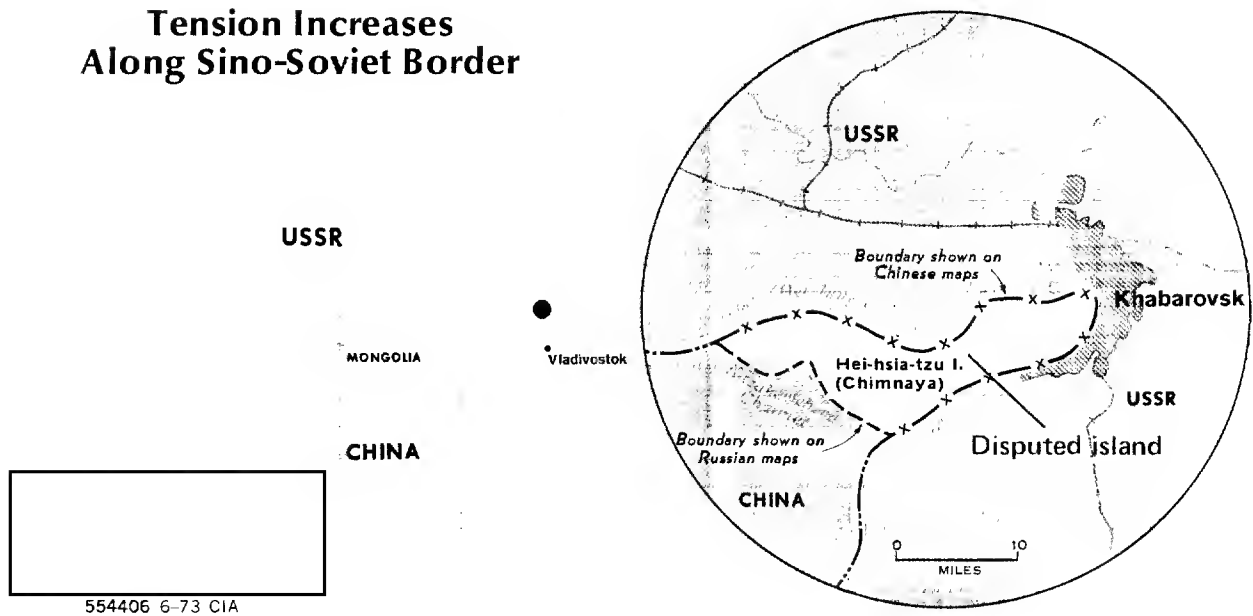 Tension Increases
Along Sino-Soviet Border
USSR
MONGOLIA
Vladivostok
CHINA
554406 6-73 CIA
USSR
Boundary shown on
Chinese maps
Khabarovsk
Hei-hsia-tzu I.
(Chimnaya)
USSR
Boundary shown on
Russian maps
Disputed island
CHINA
0 10
MILES